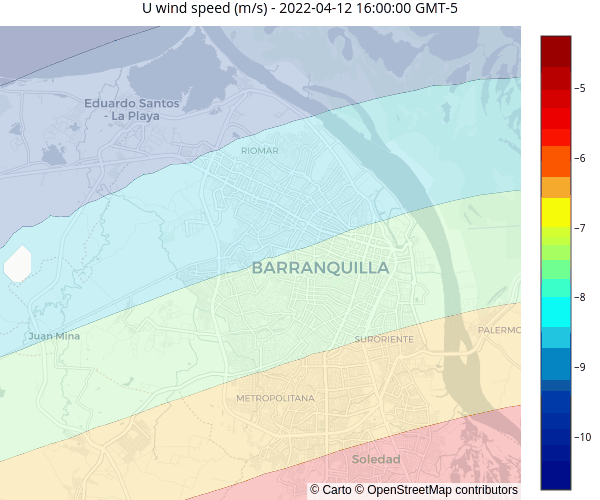 U wind speed (m/s) - 2022-04-12 16:00:00 GMT-5
Eduardo Santos
- La Playa
RIOMAR
BARRANQUILLA
Juan Mina
SURORIENTE
PALERMO
METROPOLITANA
Soledad
© Carto © OpenStreetMap contributors
−5
−6
−7
−8
−9
−10